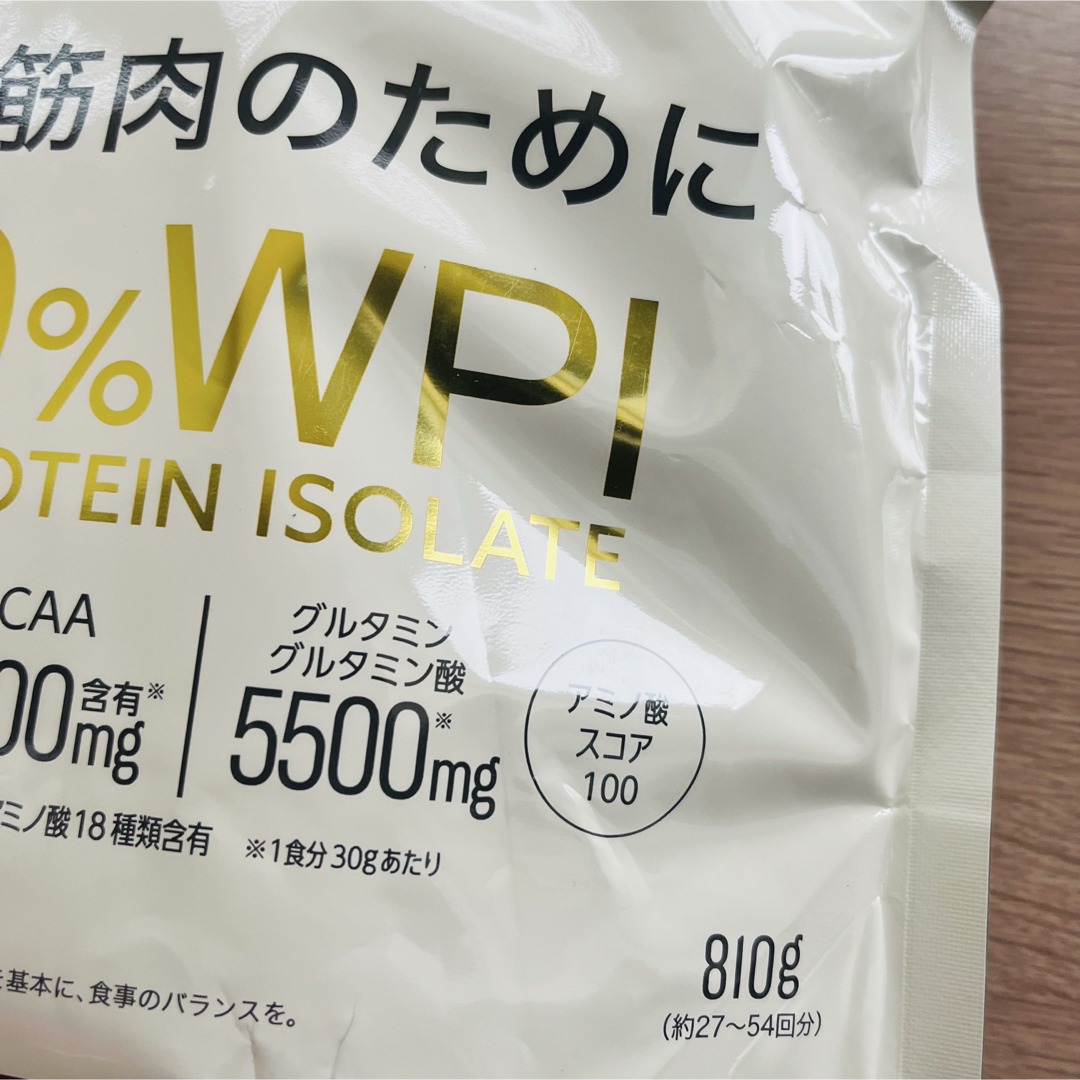 筋肉のために
0%WPI
OTEIN ISOLATE
CAA
00mg 含有※
グルタミン
グルタミン酸
5500mg※
アミノ酸
スコア
100
アミノ酸18種類含有
※1食分30gあたり
を基本に、食事のバランスを。
810g
(約27〜54回分)